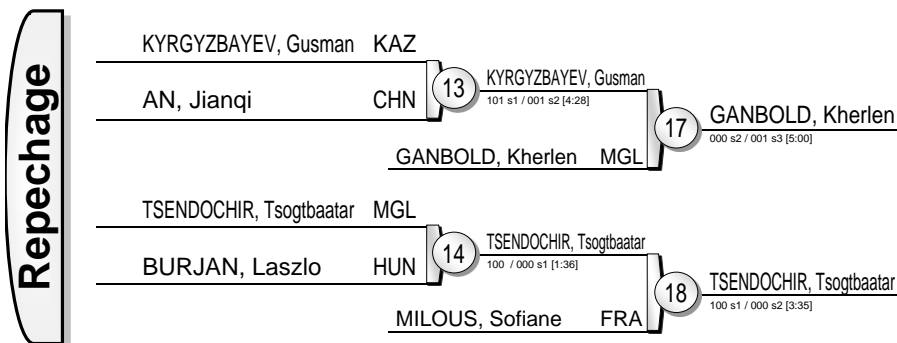 Repechage
KYRGYZBAYEV, Gusman KAZ
AN, Jianqi CHN
13
KYRGYZBAYEV, Gusman
101 s1 / 001 s2 [4:28]
GANBOLD, Kherlen MGL
17
GANBOLD, Kherlen
000 s2 / 001 s3 [5:00]
TSENDOCHIR, Tsogtbaatar MGL
BURJAN, Laszlo HUN
14
TSENDOCHIR, Tsogtbaatar
100 / 000 s1 [1:36]
MILOUS, Sofiane FRA
18
TSENDOCHIR, Tsogtbaatar
100 s1 / 000 s2 [3:35]